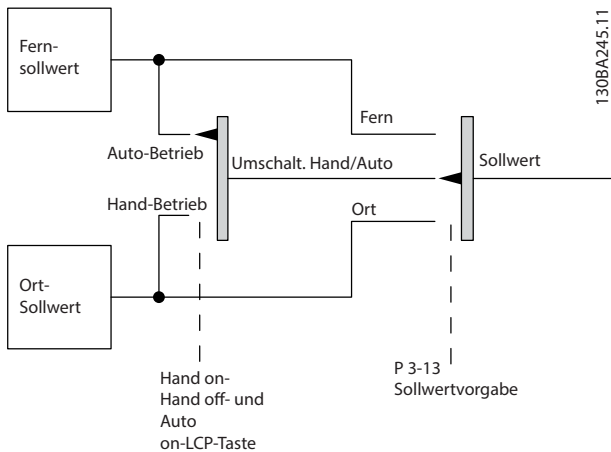 Fern-
sollwert
130BA245.11
Fern
Auto-Betrieb
Umschalt. Hand/Auto
Sollwert
Hand-Betrieb
Ort
Ort-
Sollwert
Hand on-
Hand off- und
Auto
on-LCP-Taste
P 3-13
Sollwertvorgabe